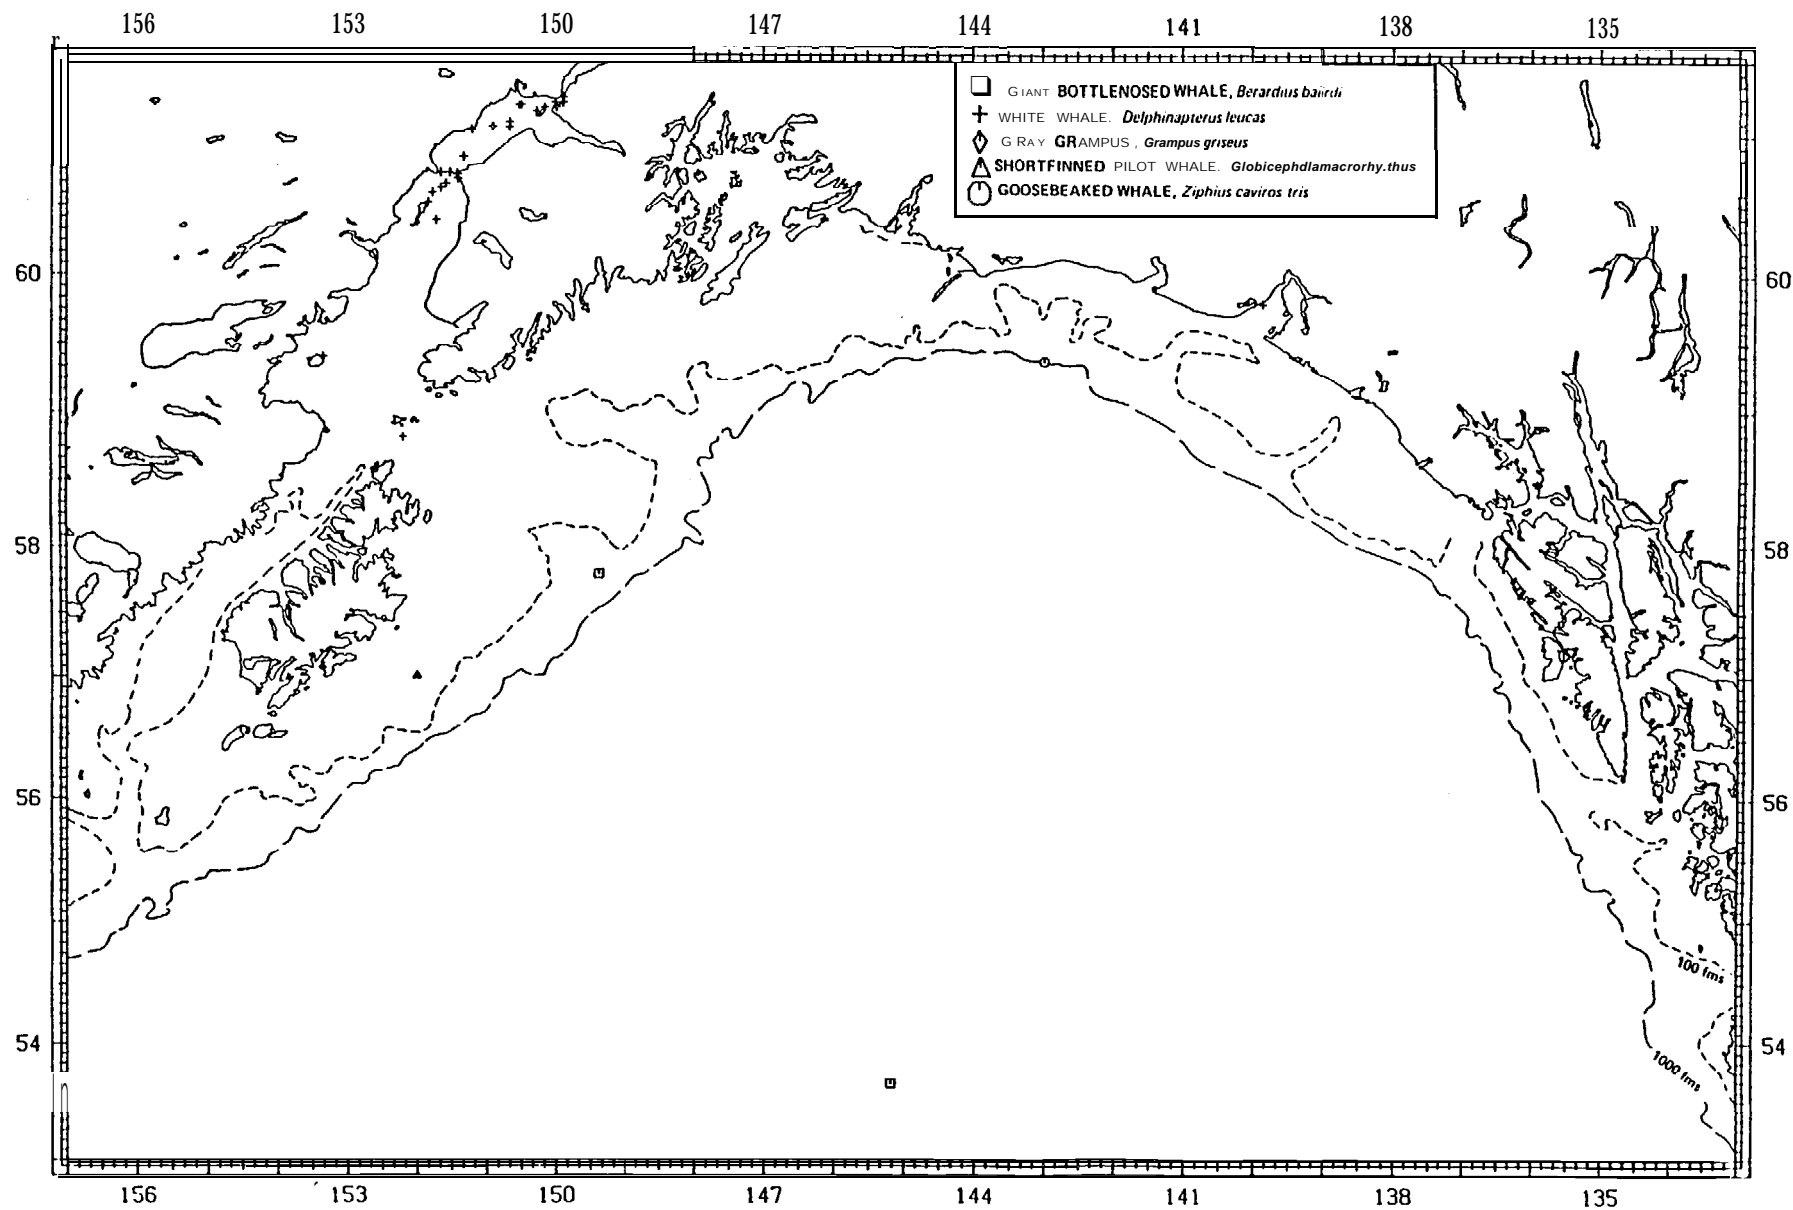 156 153 150 147 144 141 138 135
GIANT BOTTLENOSED WHALE, Berardius bairdi
WHITE WHALE. Delphinapterus leucas
GRAY GRAMPUS, Grampus griseus
SHORTFINNED PILOT WHALE. Globicephdlamacrorhy.thus
GOOSEBEAKED WHALE, Ziphius caviros tris
60 60
58 58
56 56
100 fms
54 54
1000 fms
156 153 150 147 144 141 138 135